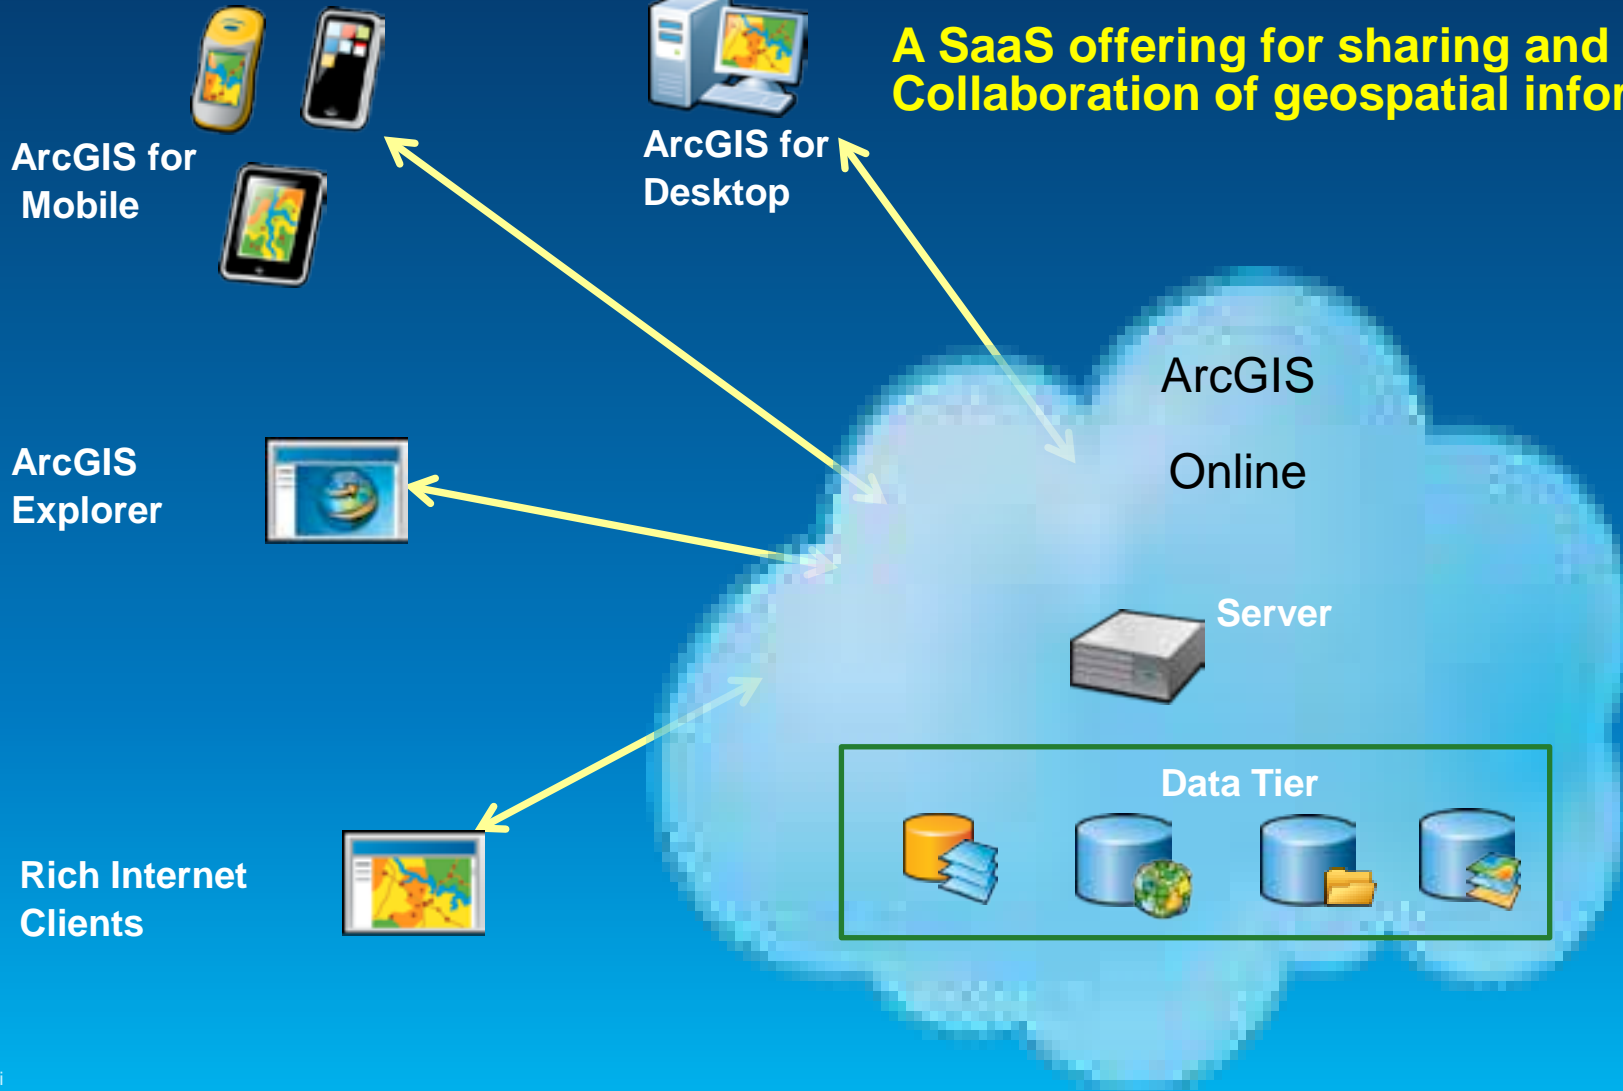 A SaaS offering for sharing and
Collaboration of geospatial infor
ArcGIS for
Mobile
ArcGIS for
Desktop
ArcGIS
Online
ArcGIS
Explorer
Server
Data Tier
Rich Internet
Clients
i